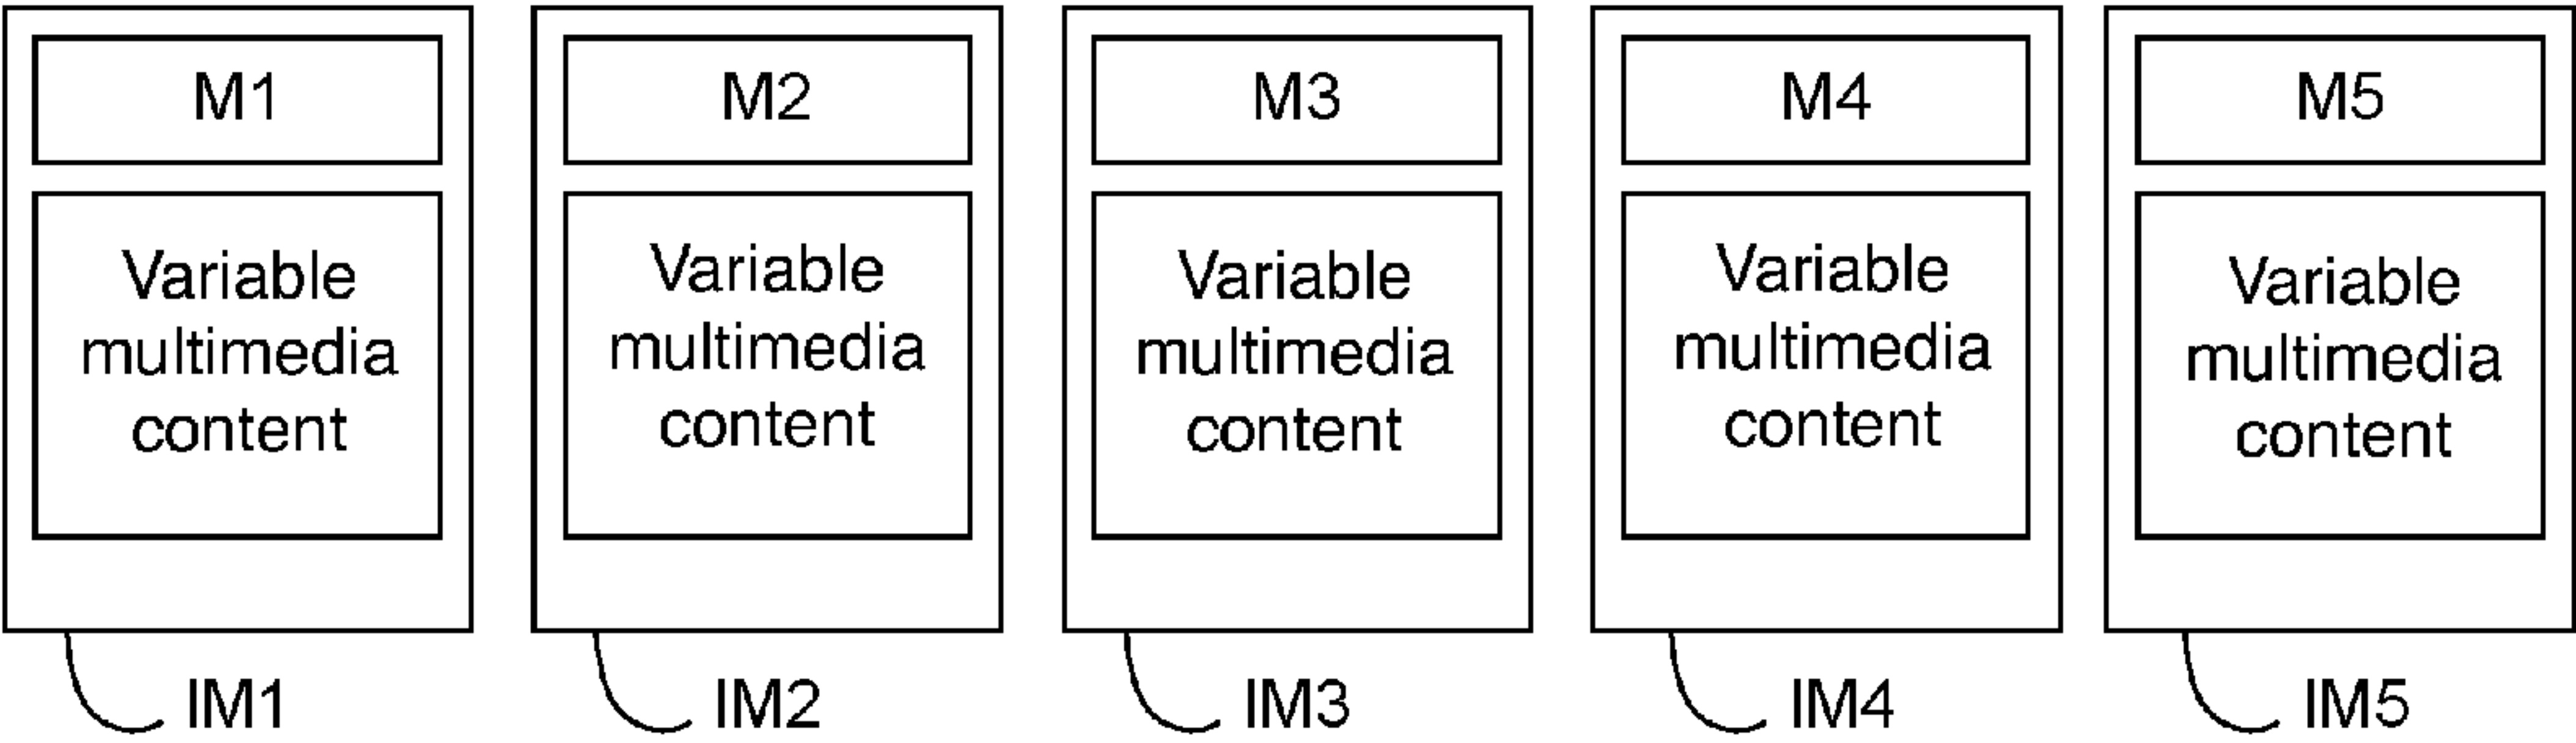 M1
Variable
multimedia
content
IM1
M2
Variable
multimedia
content
IM2
M3
Variable
multimedia
content
IM3
M4
Variable
multimedia
content
IM4
M5
Variable
multimedia
content
IM5